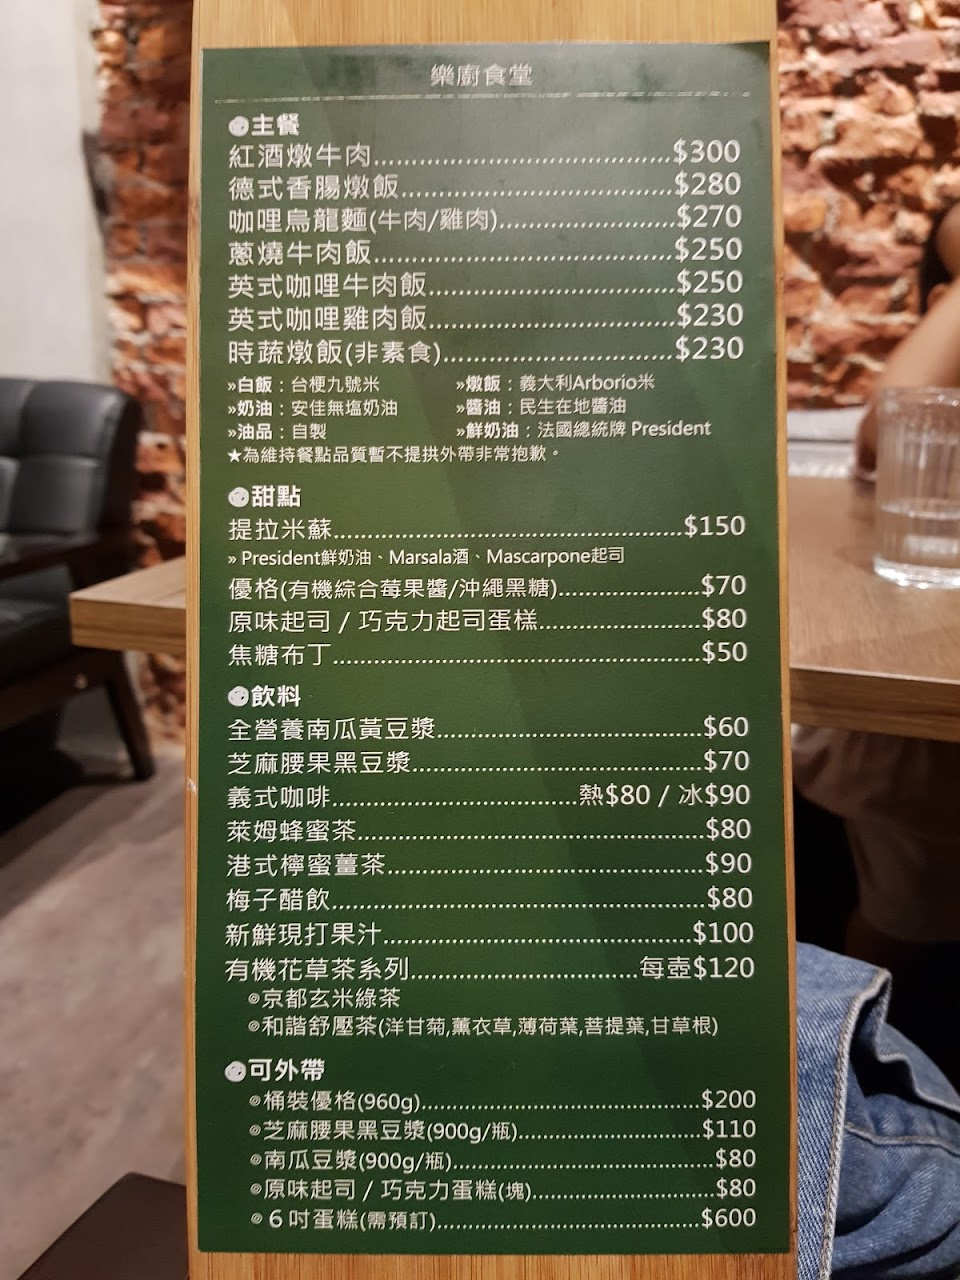 樂廚食堂
主餐
紅酒燉牛肉........................................$300
德式香腸燉飯....................................$280
咖哩烏龍麵(牛肉/雞肉).......................$270
蔥燒牛肉飯........................................$250
英式咖哩牛肉飯................................$250
英式咖哩雞肉飯................................$230
時蔬燉飯(非素食)..............................$230
»白飯：台梗九號米 »燉飯：義大利Arborio米
»奶油：安佳無塩奶油 »醬油：民生在地醬油
»油品：自製 »鮮奶油：法國總統牌 President
★為維持餐點品質暫不提拱外帶非常抱歉。
甜點
提拉米蘇..............................................$150
» President鮮奶油、Marsala酒、Mascarpone起司
優格(有機綜合莓果醬/沖繩黑糖)...................$70
原味起司 / 巧克力起司蛋糕.....................$80
焦糖布丁................................................$50
飲料
全營養南瓜黃豆漿...................................$60
芝麻腰果黑豆漿......................................$70
義式咖啡................................熱$80 / 冰$90
萊姆蜂蜜茶.............................................$80
港式檸蜜薑茶.........................................$90
梅子醋飲.................................................$80
新鮮現打果汁........................................$100
有機花草茶系列..............................每壺$120
◎京都玄米綠茶
◎和諧舒壓茶(洋甘菊,薰衣草,薄荷葉,菩提葉,甘草根)
可外帶
◎桶裝優格(960g).....................................$200
◎芝麻腰果黑豆漿(900g/瓶)........................$110
◎南瓜豆漿(900g/瓶)..................................$80
◎原味起司 / 巧克力蛋糕(塊)........................$80
◎６吋蛋糕(需預訂)...................................$600